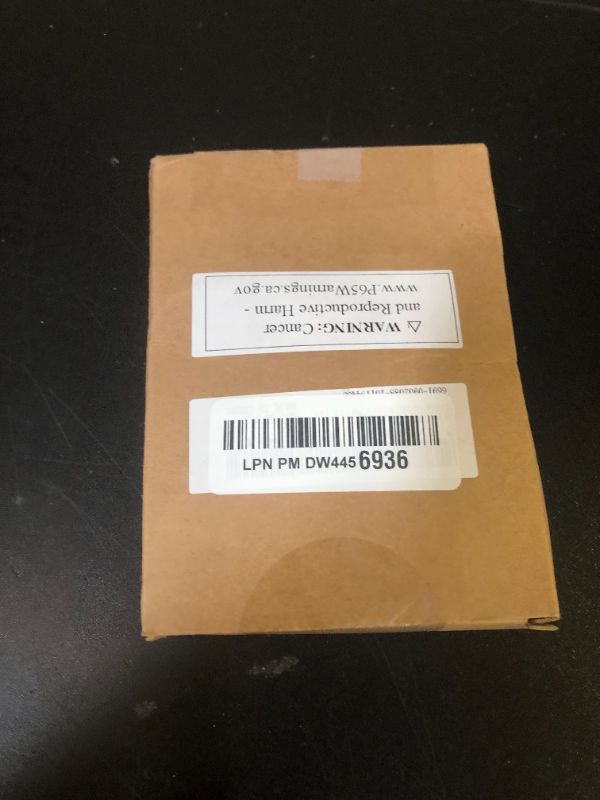 ⚠ WARNING: Cancer
and Reproductive Harm -
www.P65Warnings.ca.gov
LPN PM DW445 6936